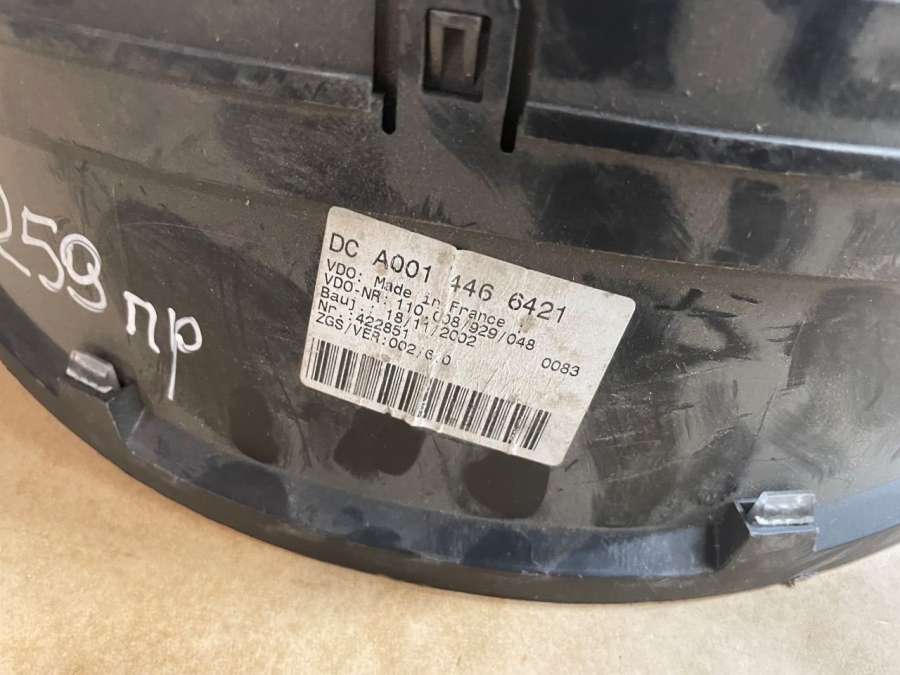 259
пр
DC A001 446 6421
VDO: Made in France
VDO-NR: 110.008/929/048
Bauj.: 18/11/2002
Nr.:422851
0083
ZGS/VER:002,6.0